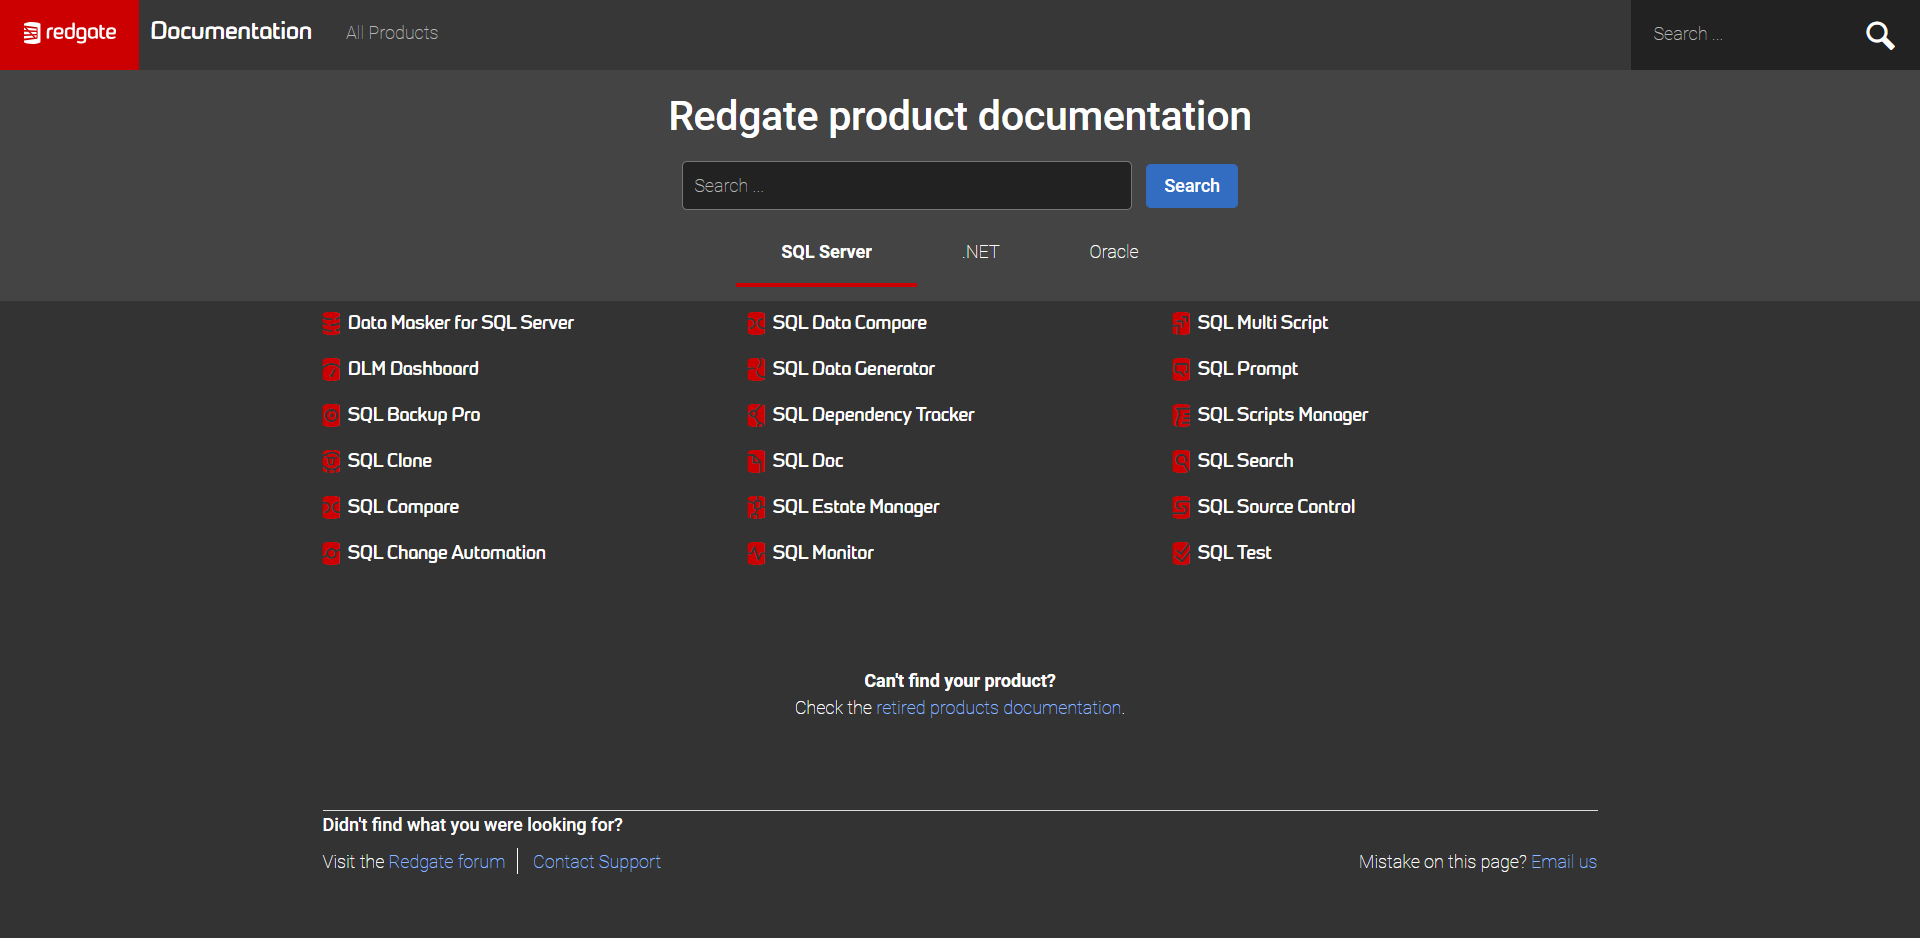 redgate Documentation All Products Search ...
Redgate product documentation
Search ... Search
SQL Server .NET Oracle
Data Masker for SQL Server SQL Data Compare SQL Multi Script
DLM Dashboard SQL Data Generator SQL Prompt
SQL Backup Pro SQL Dependency Tracker SQL Scripts Manager
SQL Clone SQL Doc SQL Search
SQL Compare SQL Estate Manager SQL Source Control
SQL Change Automation SQL Monitor SQL Test
Can't find your product?
Check the retired products documentation.
Didn't find what you were looking for?
Visit the Redgate forum Contact Support Mistake on this page? Email us